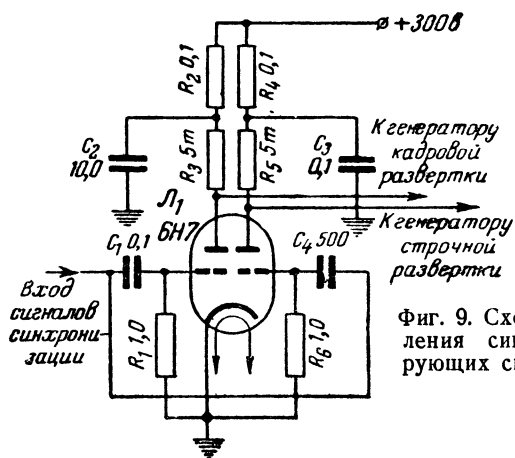 +300в
R₂ 0,1
R₄ 0,1
C₂
10,0
R₃ 5т
R₅ 5т
C₃
0,1
К генератору
кадровой
развертки
Л₁
6Н7
К генератору
строчной
развертки
C₁ 0,1
C₄ 500
Вход
сигналов
синхрони-
зации
R₁ 1,0
R₆ 1,0
Фиг. 9. Схе
ления син
рующих си